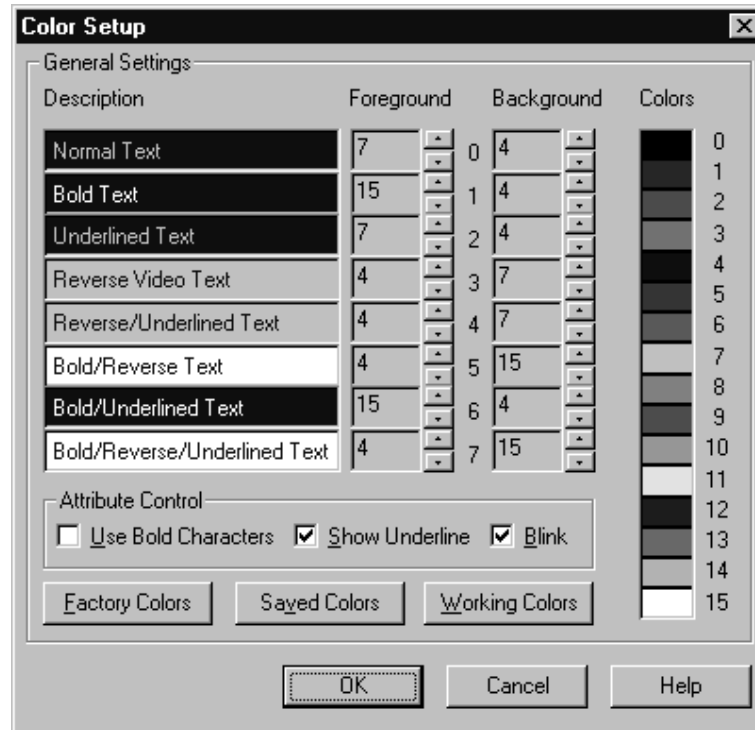 Color Setup
General Settings
Description Foreground Background Colors
Normal Text 7 0 4 0
1
Bold Text 15 1 4 2
Underlined Text 7 2 4 3
4
Reverse Video Text 4 3 7 5
Reverse/Underlined Text 4 4 7 6
7
Bold/Reverse Text 4 5 15 8
Bold/Underlined Text 15 6 4 9
Bold/Reverse/Underlined Text 4 7 15 10
11
Attribute Control 12
Use Bold Characters Show Underline Blink 13
14
Factory Colors Saved Colors Working Colors 15
OK Cancel Help